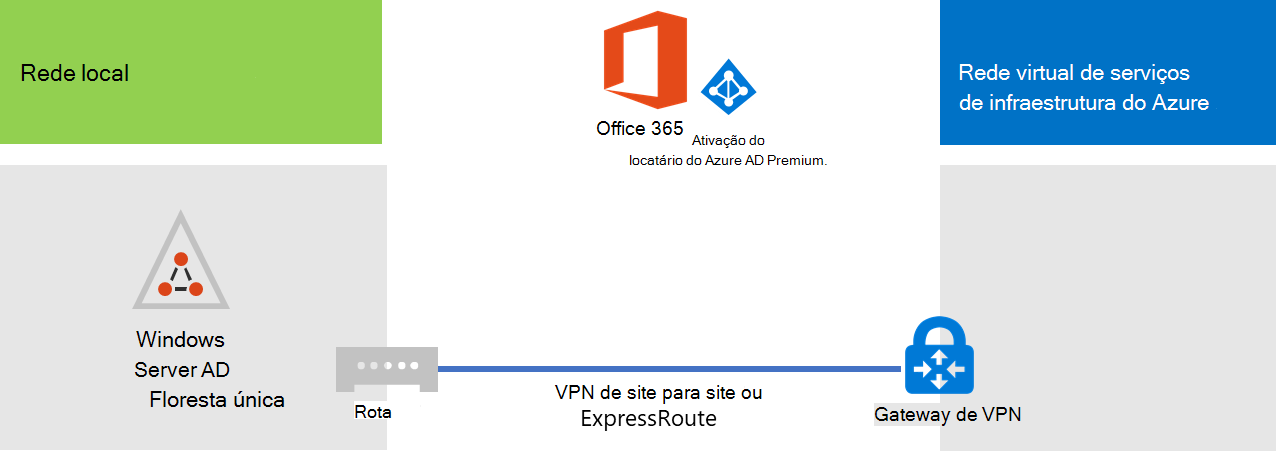 Rede local
Office 365
Ativação do
locatário do Azure AD Premium.
Rede virtual de serviços
de infraestrutura do Azure
Windows
Server AD
Floresta única
Rota
VPN de site para site ou
ExpressRoute
Gateway de VPN